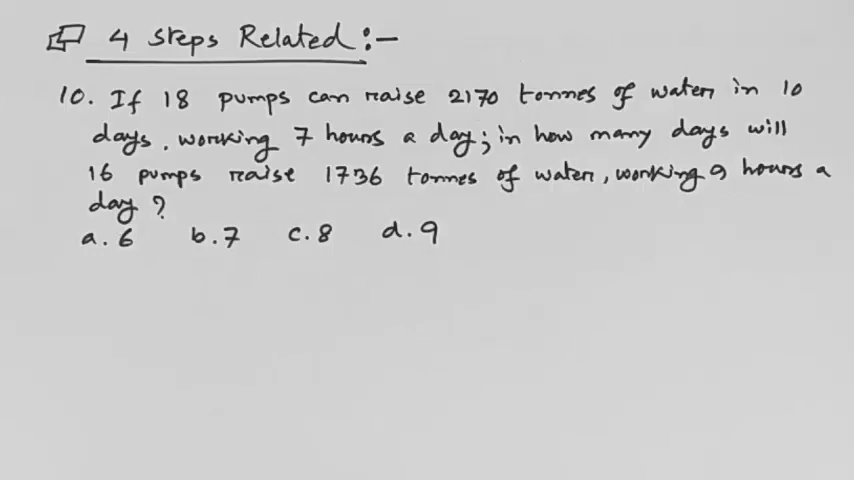 4 Steps Related :-
10. If 18 pumps can raise 2170 tonnes of water in 10
days, working 7 hours a day; in how many days will
16 pumps raise 1736 tonnes of water, working 9 hours a
day ?
a. 6 b. 7 c. 8 d. 9